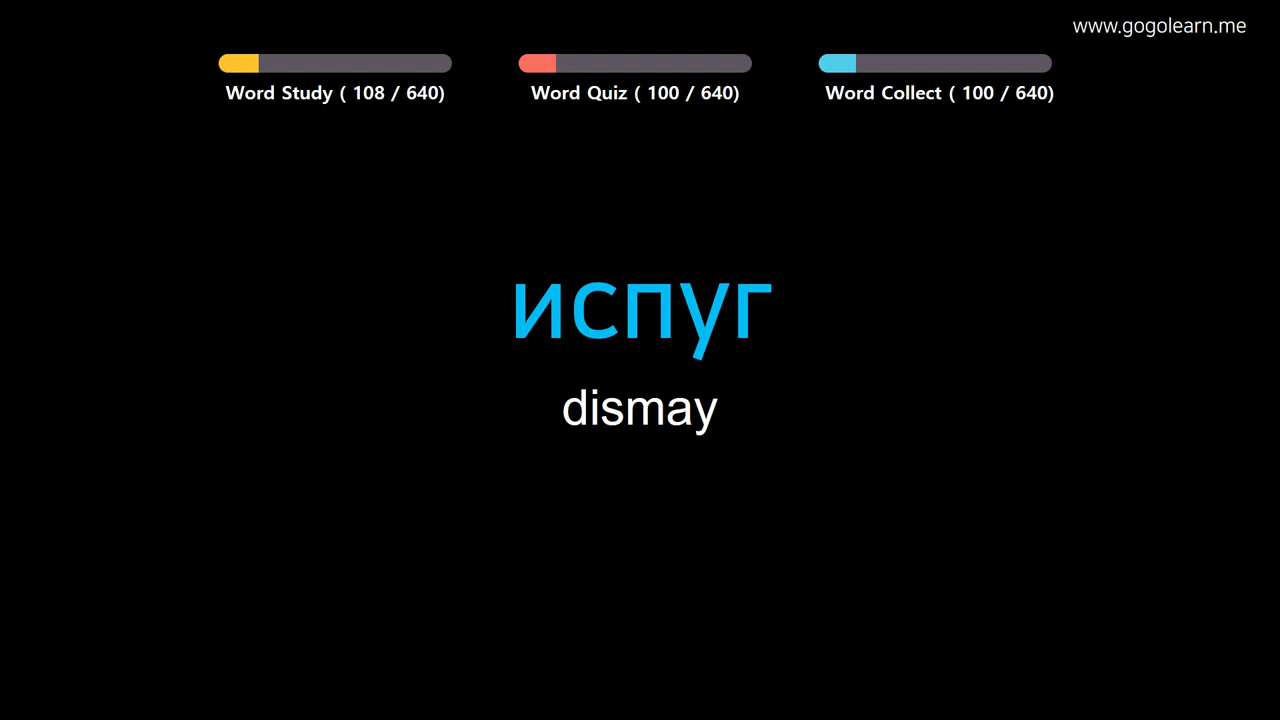 www.gogolearn.me
Word Study ( 108 / 640)
Word Quiz ( 100 / 640)
Word Collect ( 100 / 640)
испуг
dismay